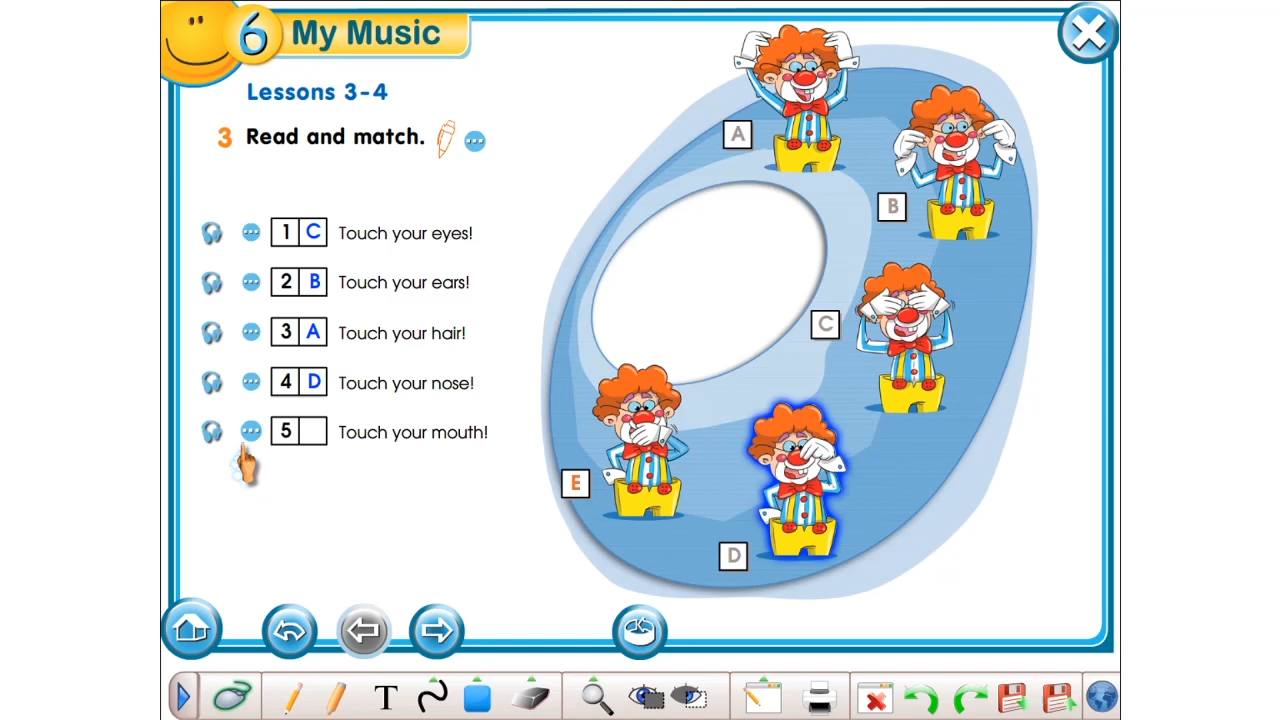 6 My Music
Lessons 3-4
3 Read and match.
1 C Touch your eyes!
2 B Touch your ears!
3 A Touch your hair!
4 D Touch your nose!
5 Touch your mouth!
A
B
C
E
D
T